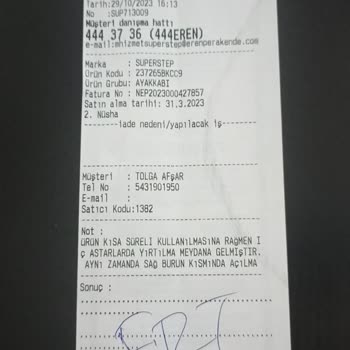 Tarih:29/10/2023 16:13
No :SUP713009
Müşteri danışma hattı
444 37 36 (444EREN)
e-mail:mhizmetsuperstep@erenperakende.com
Marka : SUPERSTEP
Ürün Kodu : 237265BKCC9
Ürün Grubu: AYAKKABI
Fatura No : NEP2023000427857
Satın alma tarihi: 31.3.2023
2. Nüsha
--------iade nedeni/yapılacak iş--------
Müşteri : TOLGA AFŞAR
Tel No : 5431901950
E-mail :
Satıcı Kodu:1382
Not :
ÜRÜN KISA SÜRELİ KULLANILMASINA RAĞMEN İ
Ç ASTARLARDA YIRTILMA MEYDANA GELMİŞTİR.
AYNI ZAMANDA SAĞ BURUN KISMINDA AÇILMA
Sonuç :